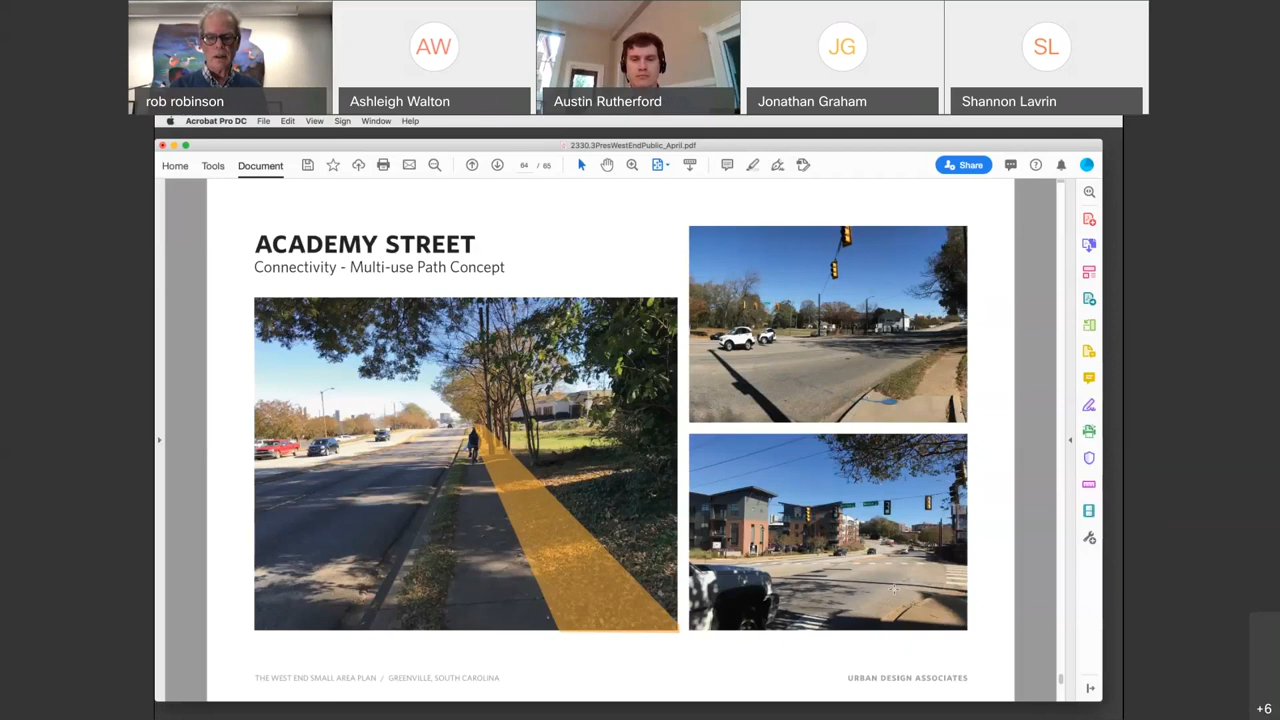 AW
JG
SL
rob robinson
Ashleigh Walton
Austin Rutherford
Jonathan Graham
Shannon Lavrin
Acrobat Pro DC File Edit View Sign Window Help
2330.3PresWestEndPublic_April.pdf
Home Tools Document
64 / 65
Share
ACADEMY STREET
Connectivity - Multi-use Path Concept
THE WEST END SMALL AREA PLAN / GREENVILLE, SOUTH CAROLINA
URBAN DESIGN ASSOCIATES
+6